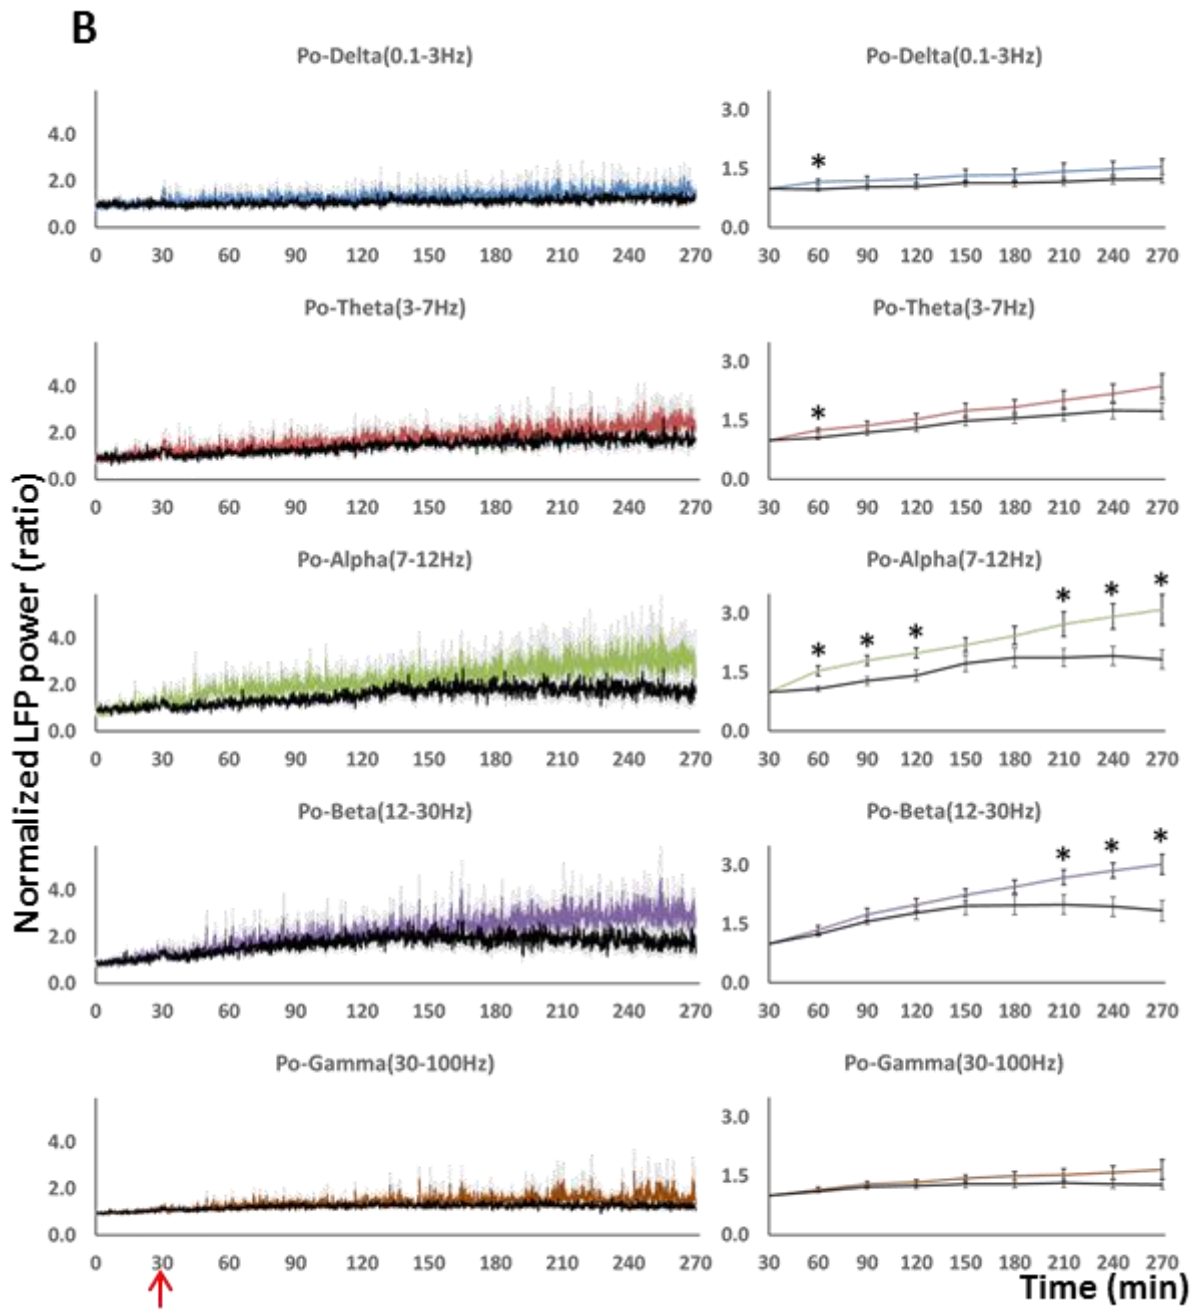 B
Po-Delta(0.1-3Hz)
4.0
2.0
0.0
0 30 60 90 120 150 180 210 240 270
Po-Delta(0.1-3Hz)
3.0
1.5
0.0
*
30 60 90 120 150 180 210 240 270
Po-Theta(3-7Hz)
4.0
2.0
0.0
0 30 60 90 120 150 180 210 240 270
Po-Theta(3-7Hz)
3.0
1.5
0.0
*
30 60 90 120 150 180 210 240 270
Normalized LFP power (ratio)
Po-Alpha(7-12Hz)
4.0
2.0
0.0
0 30 60 90 120 150 180 210 240 270
Po-Alpha(7-12Hz)
3.0
1.5
0.0
* * * * * *
30 60 90 120 150 180 210 240 270
Po-Beta(12-30Hz)
4.0
2.0
0.0
0 30 60 90 120 150 180 210 240 270
Po-Beta(12-30Hz)
3.0
1.5
0.0
* * *
30 60 90 120 150 180 210 240 270
Po-Gamma(30-100Hz)
4.0
2.0
0.0
0 30 60 90 120 150 180 210 240 270
Po-Gamma(30-100Hz)
3.0
1.5
0.0
30 60 90 120 150 180 210 240 270
Time (min)